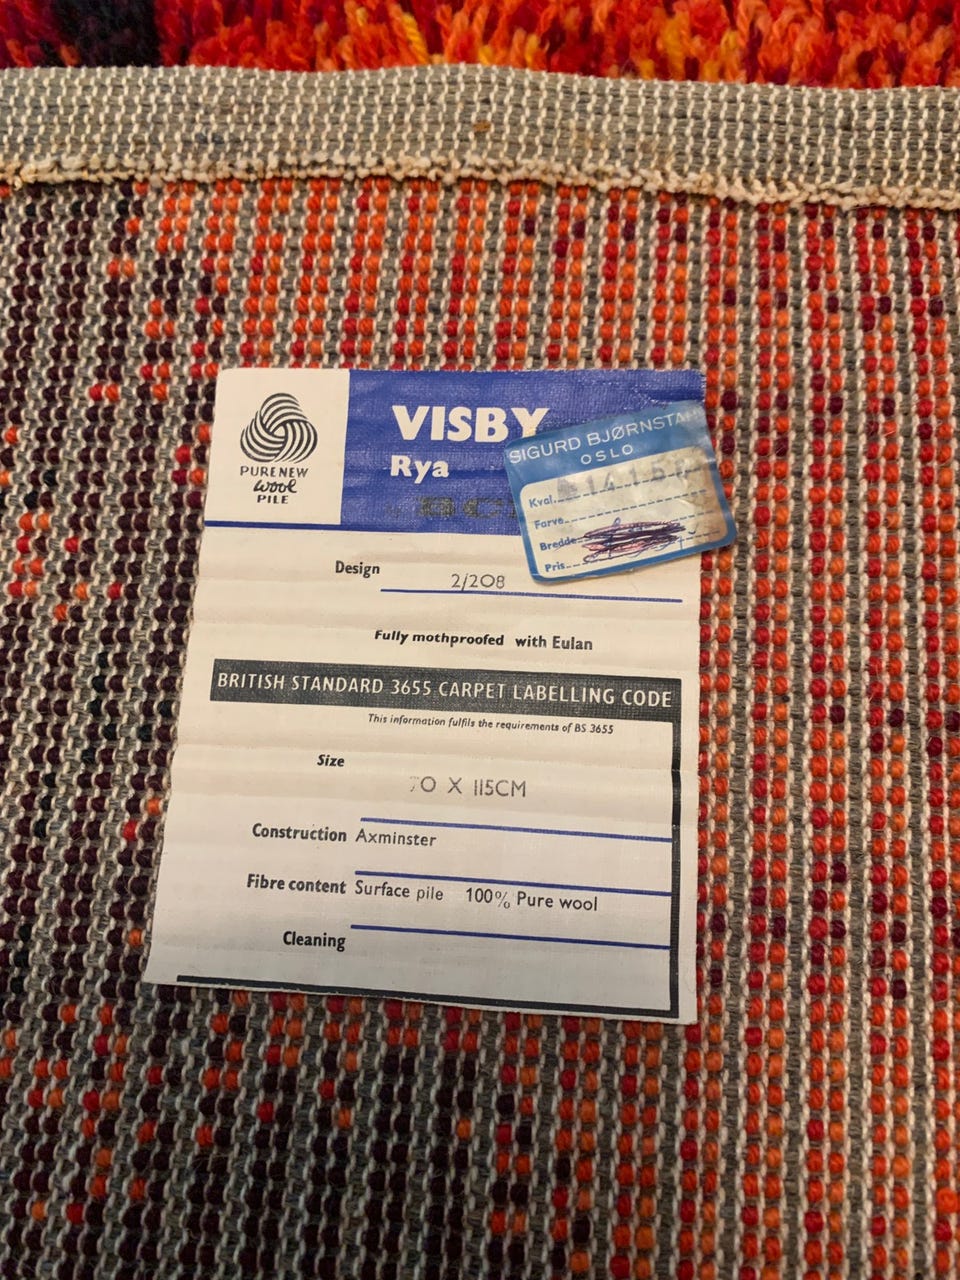 PURE NEW
wool
PILE
VISBY
Rya
SIGURD BJØRNSTA
OSLO
Kval.
Farve
Bredde
Pris
Design 2/208
Fully mothproofed with Eulan
BRITISH STANDARD 3655 CARPET LABELLING CODE
This information fulfils the requirements of BS 3655
Size
70 X 115CM
Construction Axminster
Fibre content Surface pile 100% Pure wool
Cleaning